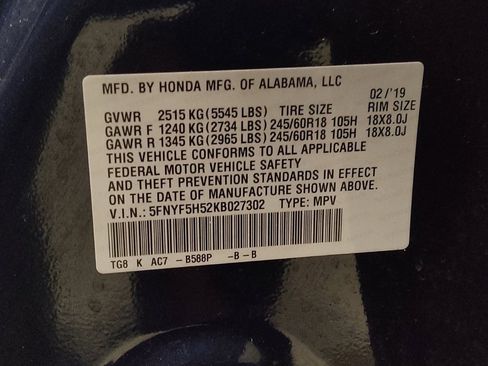 MFD. BY HONDA MFG. OF ALABAMA, LLC
02/'19
GVWR 2515 KG (5545 LBS) TIRE SIZE RIM SIZE
GAWR F 1240 KG (2734 LBS) 245/60R18 105H 18X8.0J
GAWR R 1345 KG (2965 LBS) 245/60R18 105H 18X8.0J
THIS VEHICLE CONFORMS TO ALL APPLICABLE
FEDERAL MOTOR VEHICLE SAFETY
AND THEFT PREVENTION STANDARDS IN EFFECT
ON THE DATE OF MANUFACTURE SHOWN ABOVE.
V.I.N.: 5FNYF5H52KB027302 TYPE: MPV
TG8 K AC7 -B588P -B-B